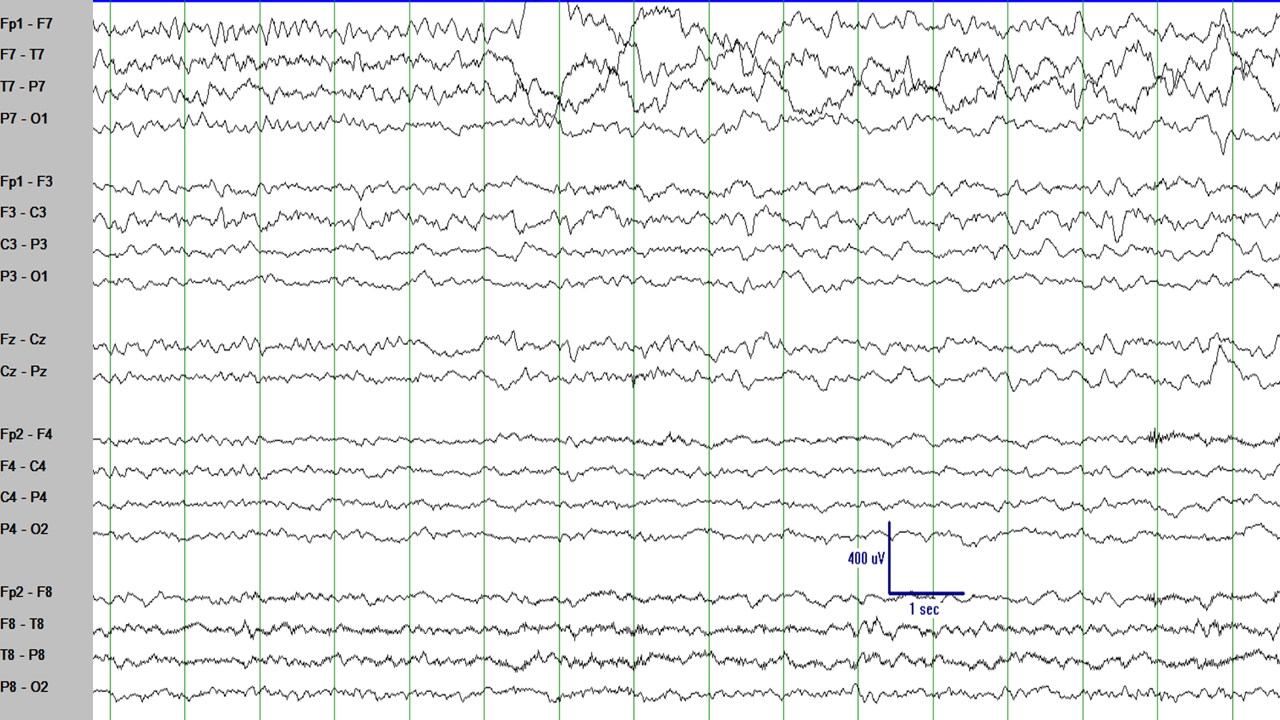 Fp1 - F7
F7 - T7
T7 - P7
P7 - O1
Fp1 - F3
F3 - C3
C3 - P3
P3 - O1
Fz - Cz
Cz - Pz
Fp2 - F4
F4 - C4
C4 - P4
P4 - O2
400 uV
Fp2 - F8
1 sec
F8 - T8
T8 - P8
P8 - O2